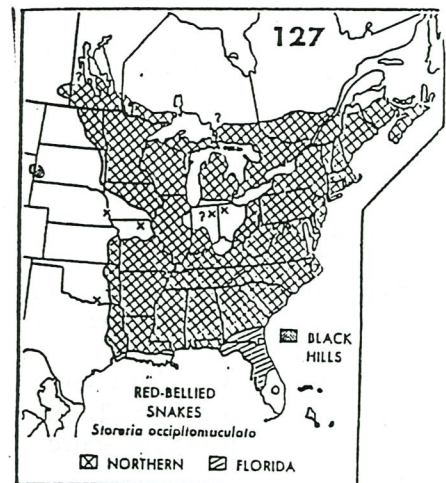 127
?
?
x
x
? x x
x
BLACK
HILLS
RED-BELLIED
SNAKES
Storeria occipitomaculata
NORTHERN
FLORIDA